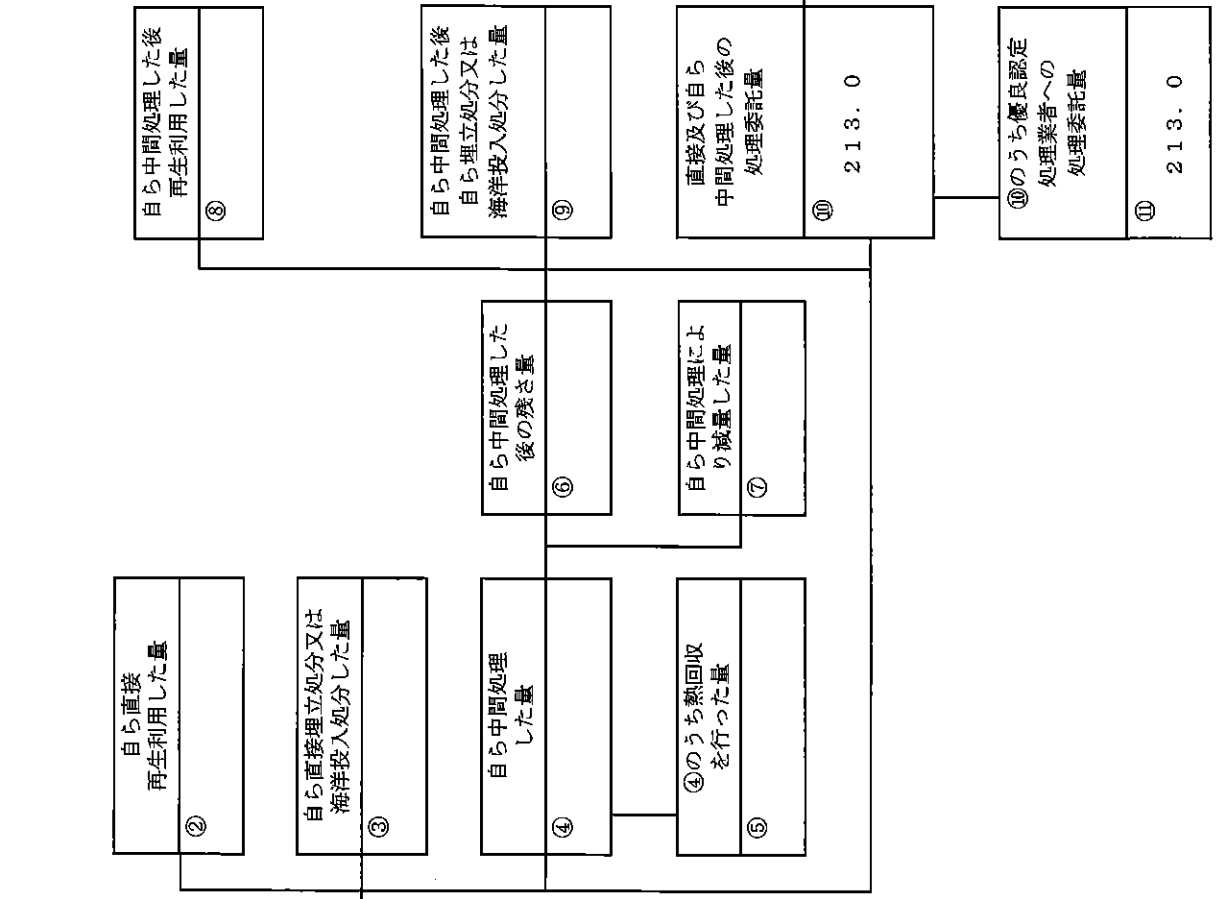 自ら直接
再生利用した量
②
自ら直接埋立処分又は
海洋投入処分した量
③
自ら中間処理
した量
④
④のうち熱回収
を行った量
⑤
自ら中間処理した
後の残さ量
⑥
自ら中間処理によ
り減量した量
⑦
自ら中間処理した後
再生利用した量
⑧
自ら中間処理した後
自ら埋立処分又は
海洋投入処分した量
⑨
直接及び自ら
中間処理した後の
処理委託量
⑩
213.0
⑩のうち優良認定
処理業者への
処理委託量
⑪
213.0